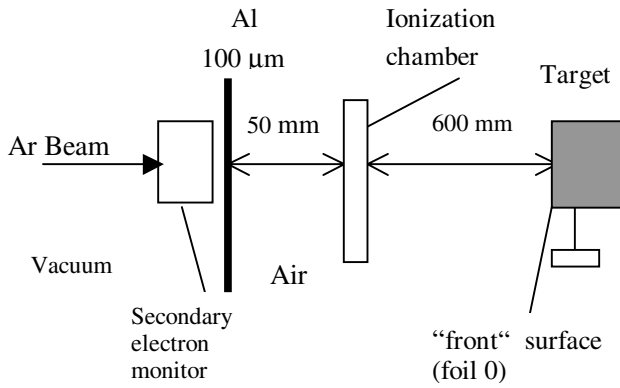 Al
100 µm
Ionization
chamber
Target
50 mm
600 mm
Ar Beam
Vacuum
Air
Secondary
electron
monitor
“front“ surface
(foil 0)